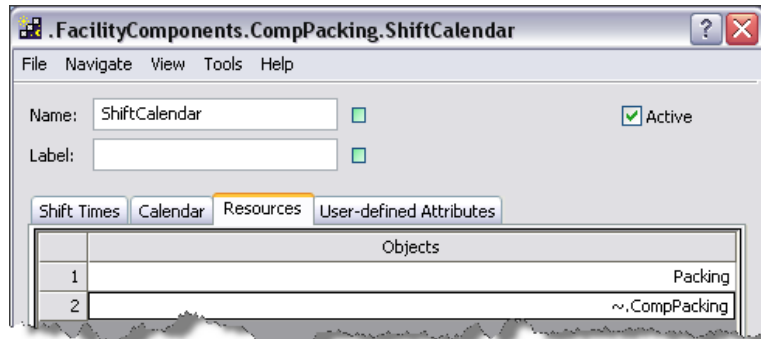 .FacilityComponents.CompPacking.ShiftCalendar ?
File Navigate View Tools Help
Name: ShiftCalendar Active
Label:
Shift Times Calendar Resources User-defined Attributes
Objects
1 Packing
2 ~.CompPacking